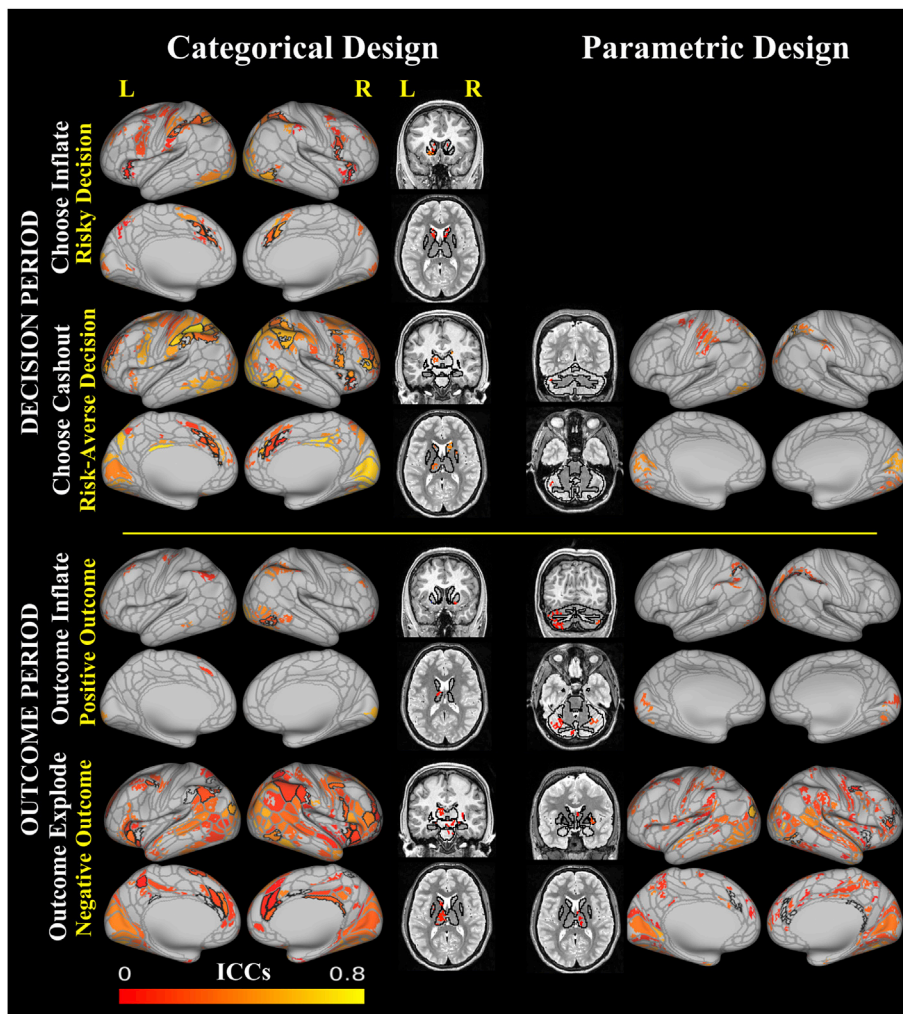 Categorical Design
Parametric Design
L
R
L
R
DECISION PERIOD
Choose Inflate
Risky Decision
Choose Cashout
Risk-Averse Decision
OUTCOME PERIOD
Outcome Inflate
Positive Outcome
Outcome Explode
Negative Outcome
0
ICCs
0.8